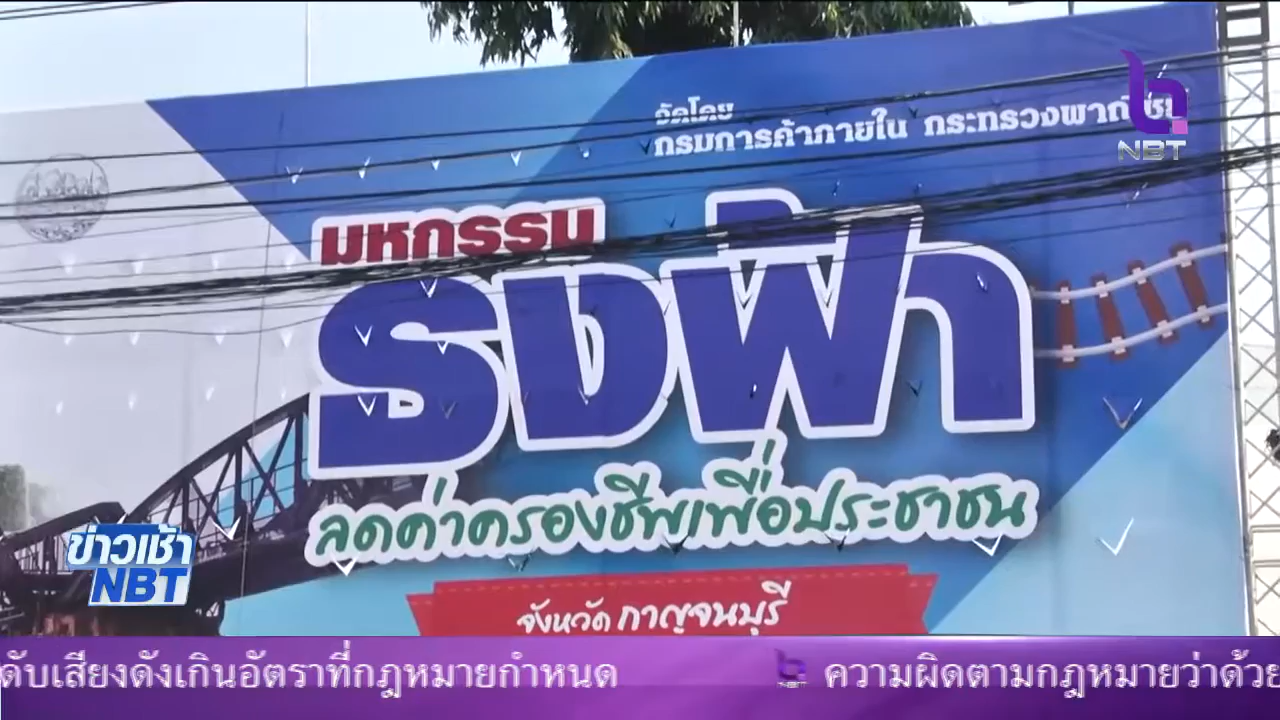 จัดโดย
กรมการค้าภายใน กระทรวงพาณิชย์
NBT
มหกรรม
ธงฟ้า
ลดค่าครองชีพเพื่อประชาชน
จังหวัด กาญจนบุรี
ข่าวเช้า
NBT
ดับเสียงดังเกินอัตราที่กฎหมายกำหนด ความผิดตามกฎหมายว่าด้วย